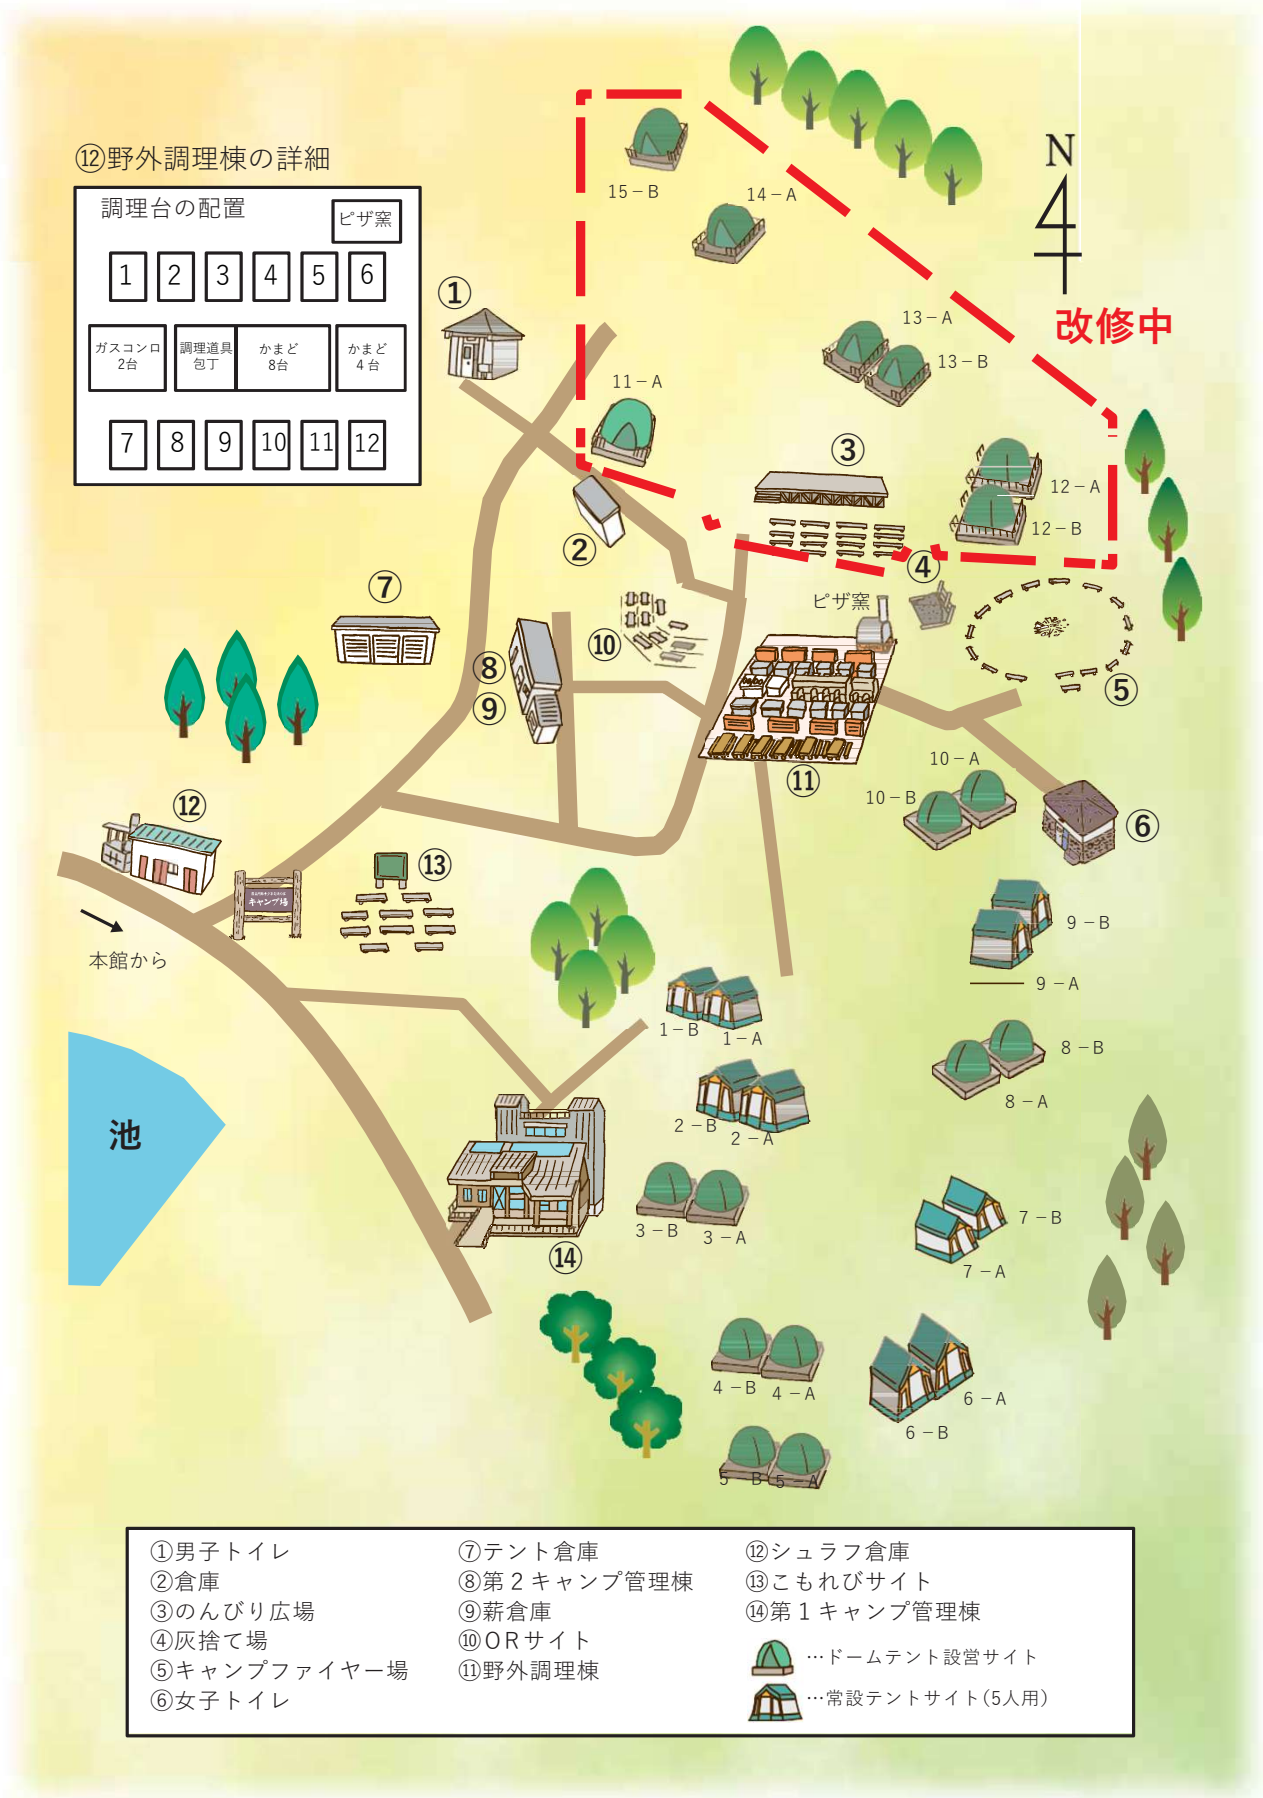 ⑫野外調理棟の詳細
調理台の配置
ピザ窯
1 2 3 4 5 6
ガスコンロ
2台
調理道具
包丁
かまど
8台
かまど
4台
7 8 9 10 11 12
N
改修中
15-B
14-A
13-A
13-B
11-A
12-A
12-B
①
②
③
④
ピザ窯
⑤
⑥
⑦
⑧
⑨
⑩
⑪
⑫
⑬
キャンプ場
本館から
池
10-A
10-B
9-B
9-A
8-B
8-A
7-B
7-A
6-A
6-B
1-B
1-A
2-B
2-A
3-B
3-A
4-B
4-A
5-B
5-A
⑭
①男子トイレ
②倉庫
③のんびり広場
④灰捨て場
⑤キャンプファイヤー場
⑥女子トイレ
⑦テント倉庫
⑧第2キャンプ管理棟
⑨薪倉庫
⑩ORサイト
⑪野外調理棟
⑫シュラフ倉庫
⑬こもれびサイト
⑭第1キャンプ管理棟
…ドームテント設営サイト
…常設テントサイト(5人用)